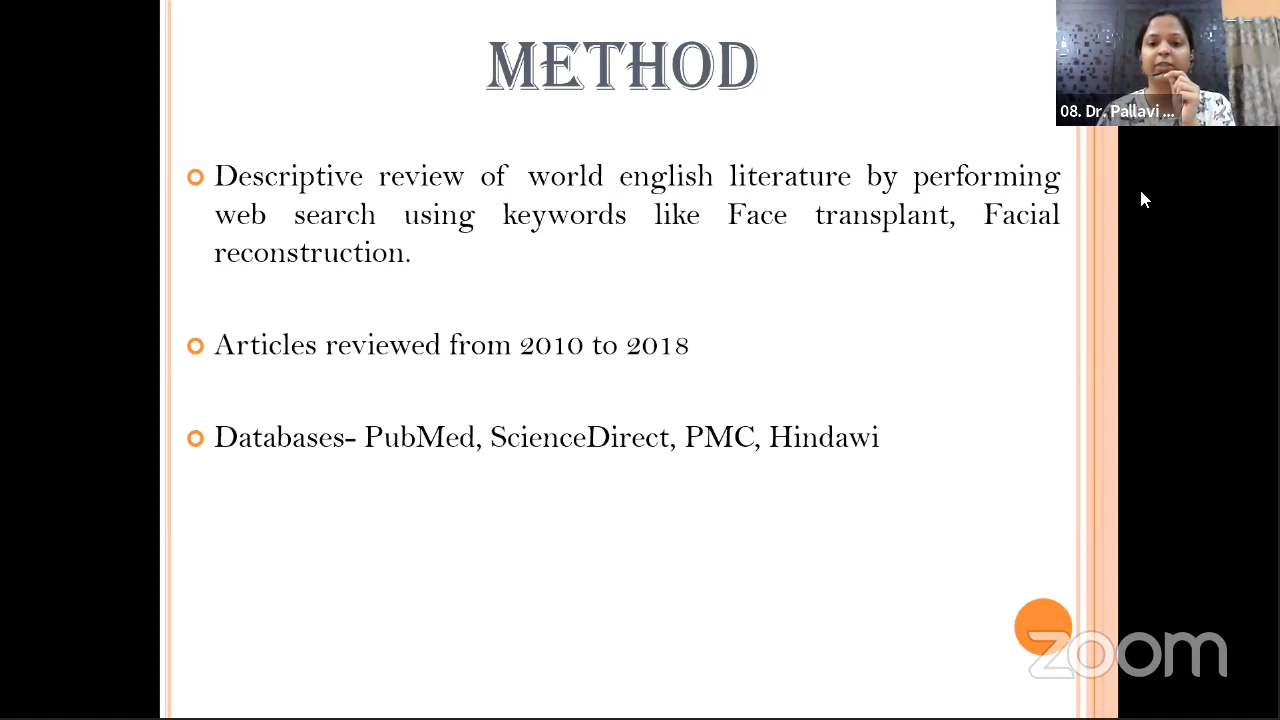 METHOD
08. Dr. Pallavi ...
Descriptive review of world english literature by performing
web search using keywords like Face transplant, Facial
reconstruction.
Articles reviewed from 2010 to 2018
Databases- PubMed, ScienceDirect, PMC, Hindawi
zoom